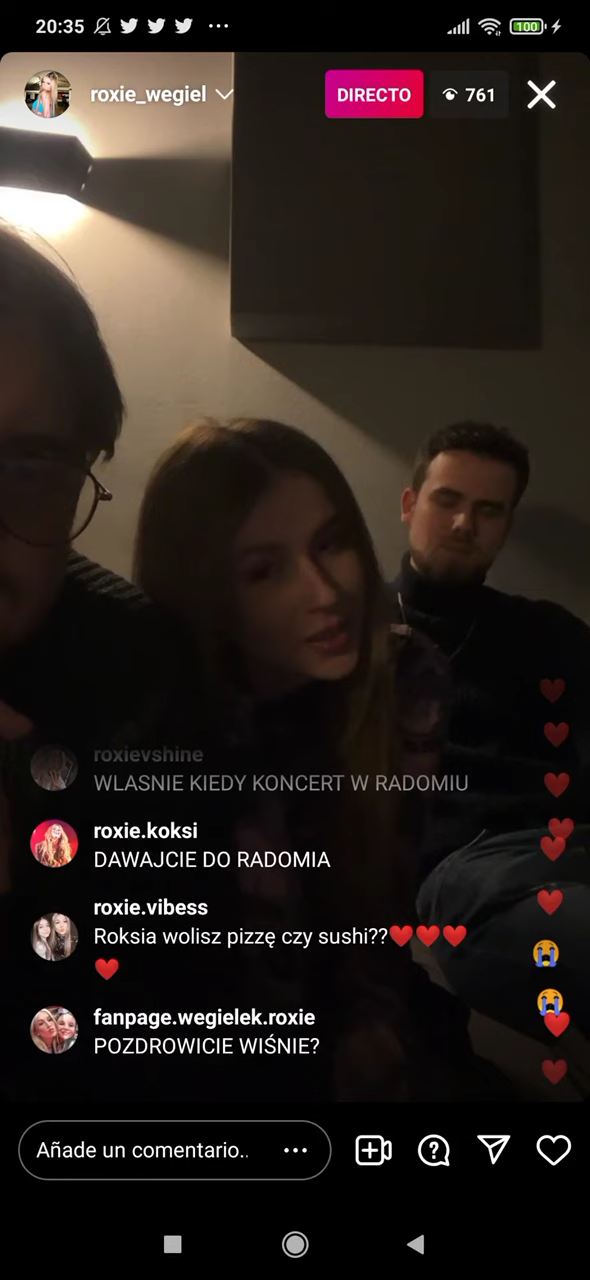 20:35
100
roxie_wegiel
DIRECTO
761
roxievshine
WLASNIE KIEDY KONCERT W RADOMIU
roxie.koksi
DAWAJCIE DO RADOMIA
roxie.vibess
Roksia wolisz pizzę czy sushi??❤️❤️❤️
❤️
fanpage.wegielek.roxie
POZDROWICIE WIŚNIE?
Añade un comentario..